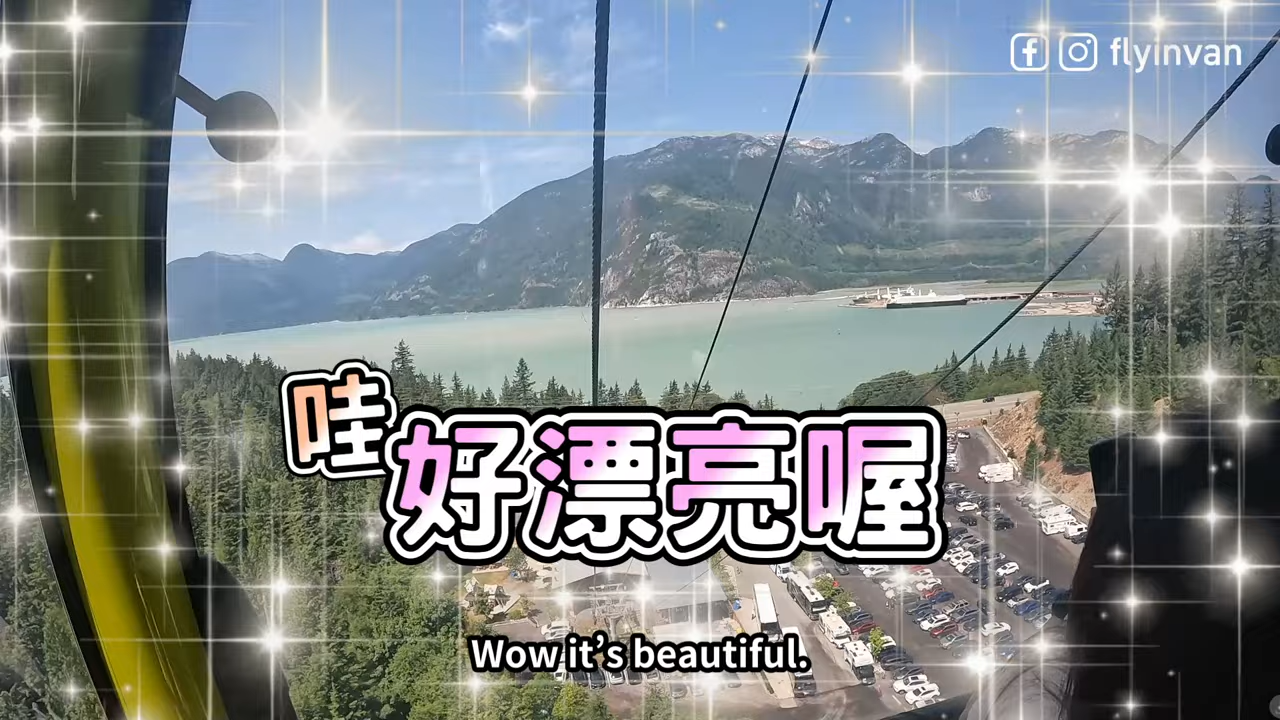 flyinvan
哇
好漂亮喔
Wow it's beautiful.